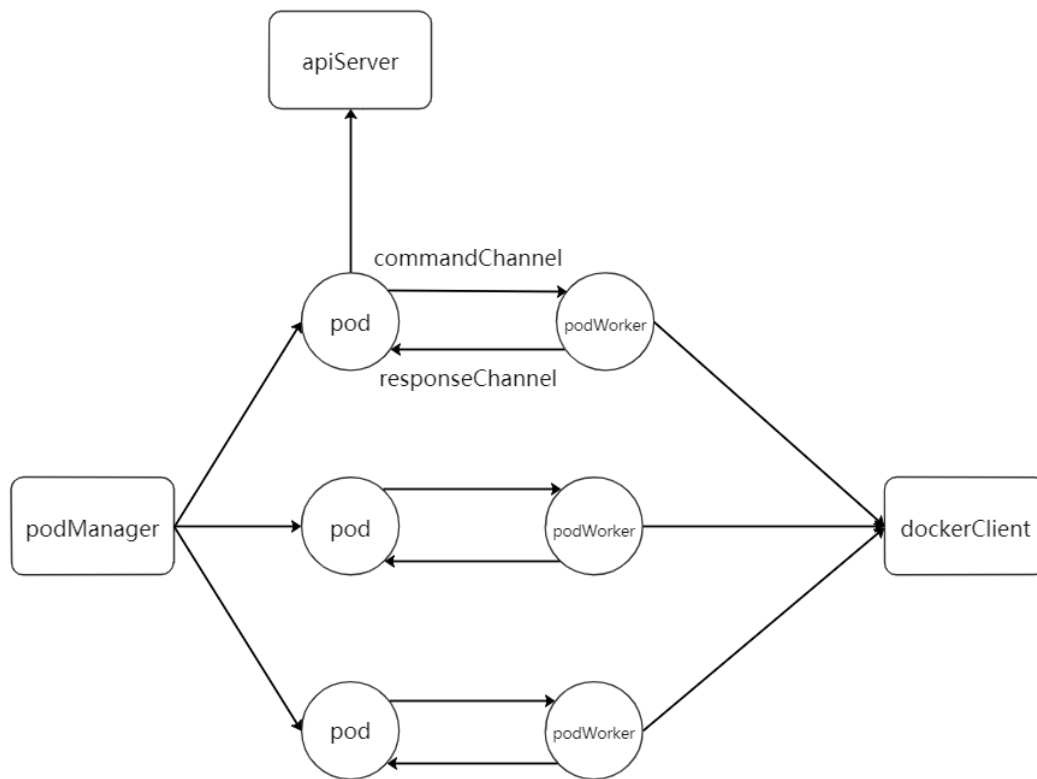 apiServer
commandChannel
pod
podWorker
responseChannel
podManager
pod
podWorker
dockerClient
pod
podWorker